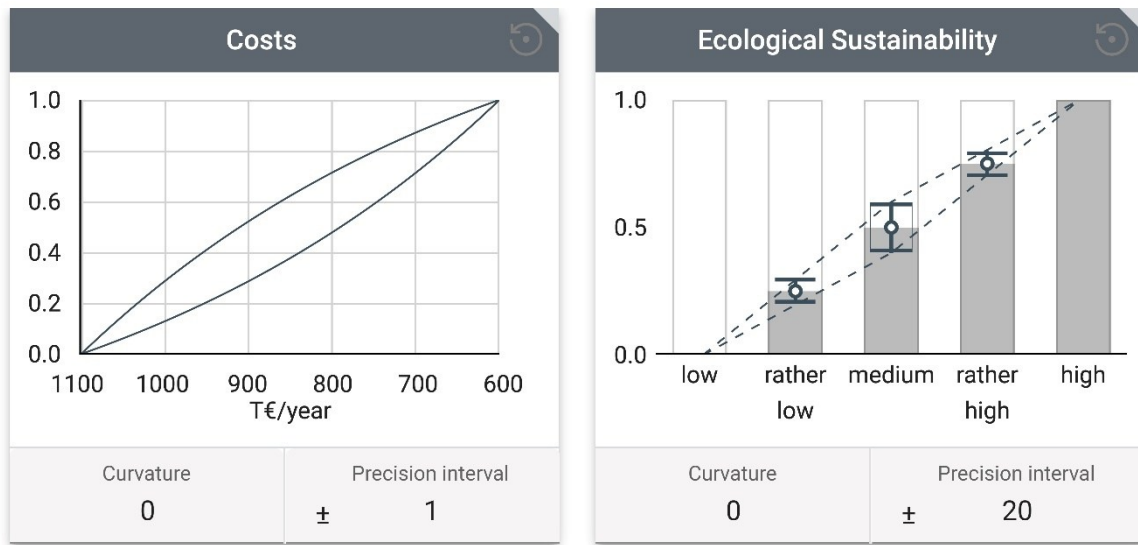 Costs
1.0
0.8
0.6
0.4
0.2
0.0
1100 1000 900 800 700 600
T€/year
Curvature Precision interval
0 ± 1
Ecological Sustainability
1.0
0.5
0.0
low rather medium rather high
low high
Curvature Precision interval
0 ± 20